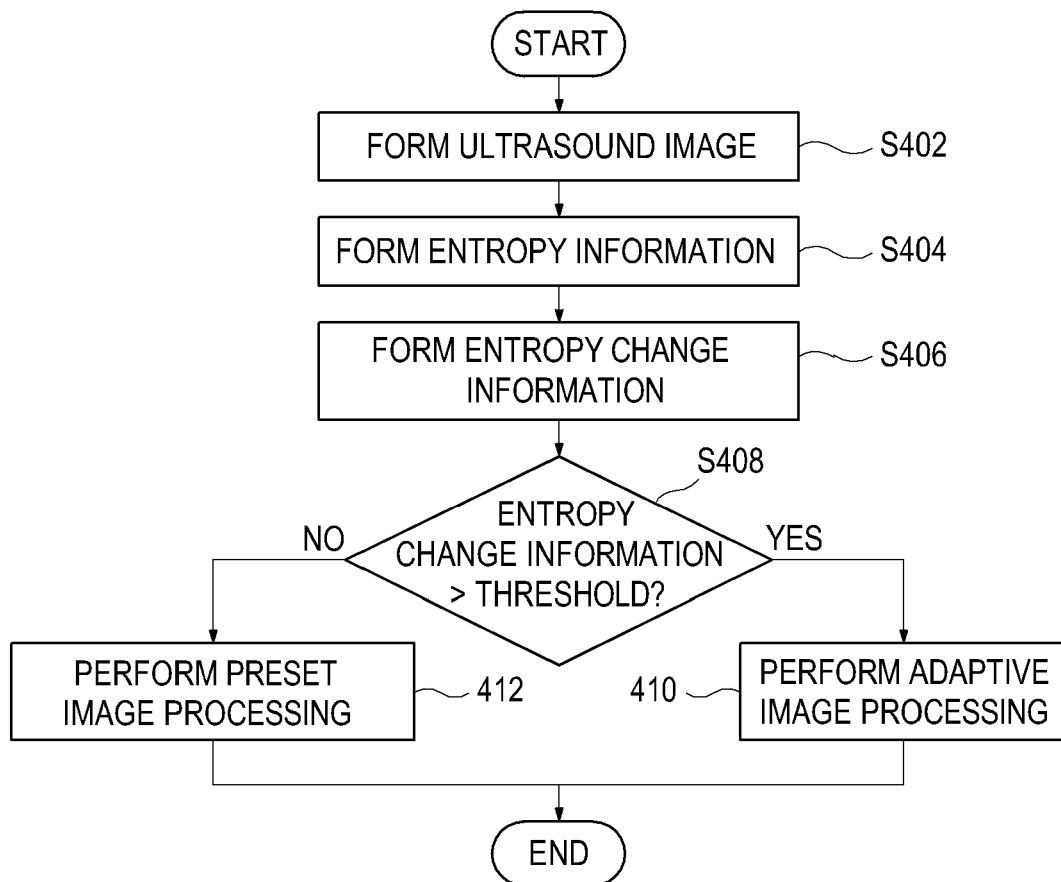 START
FORM ULTRASOUND IMAGE
S402
FORM ENTROPY INFORMATION
S404
FORM ENTROPY CHANGE
INFORMATION
S406
S408
ENTROPY
CHANGE INFORMATION
> THRESHOLD?
NO
YES
PERFORM PRESET
IMAGE PROCESSING
412
410
PERFORM ADAPTIVE
IMAGE PROCESSING
END